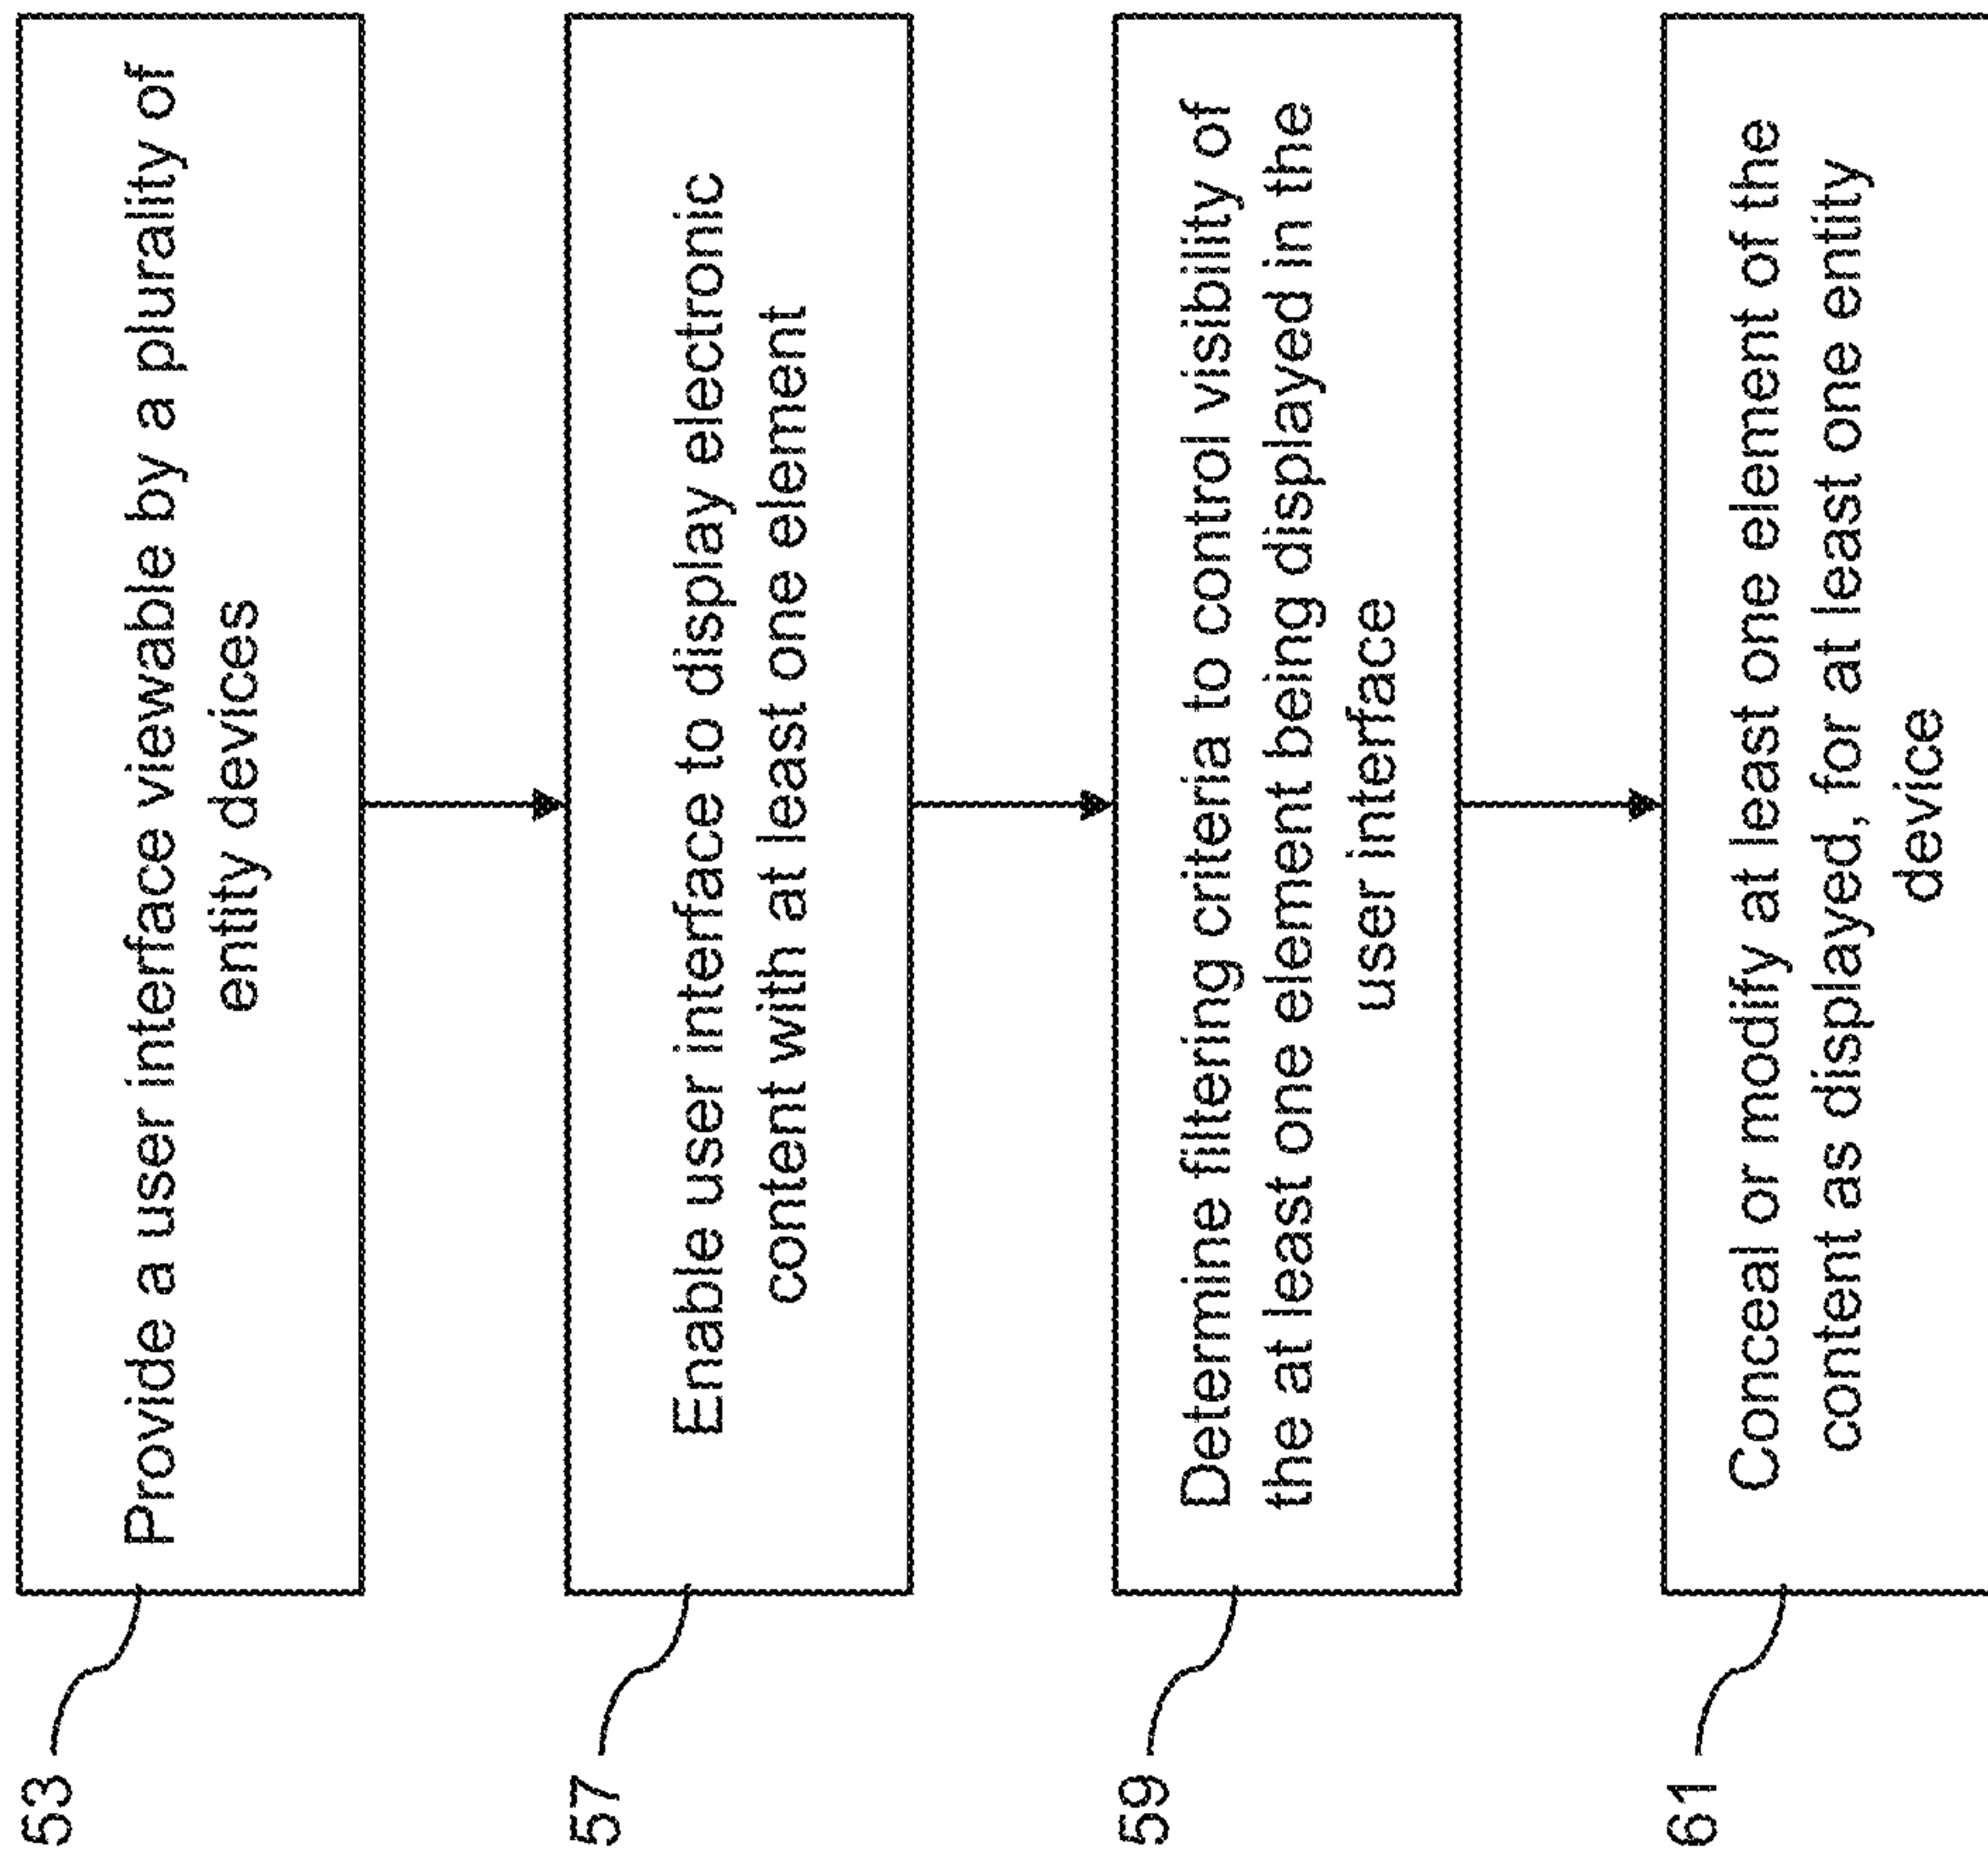 53
Provide a user interface viewable by a plurality of
entity devices
57
Enable user interface to display electronic
content with at least one element
59
Determine filtering criteria to control visibility of
the at least one element being displayed in the
user interface
61
Conceal or modify at least one element of the
content as displayed, for at least one entity
device